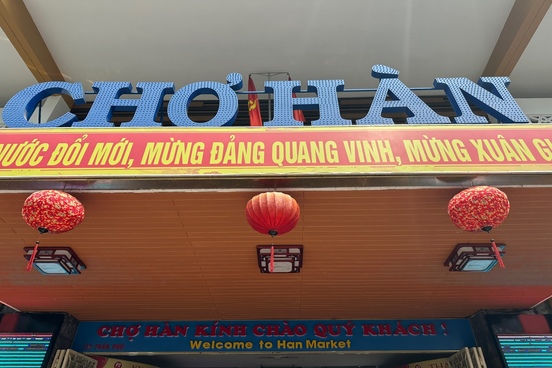 CHỢ HÀN
NƯỚC ĐỔI MỚI, MỪNG ĐẢNG QUANG VINH, MỪNG XUÂN
CHỢ HÀN KÍNH CHÀO QUÝ KHÁCH !
Welcome to Han Market